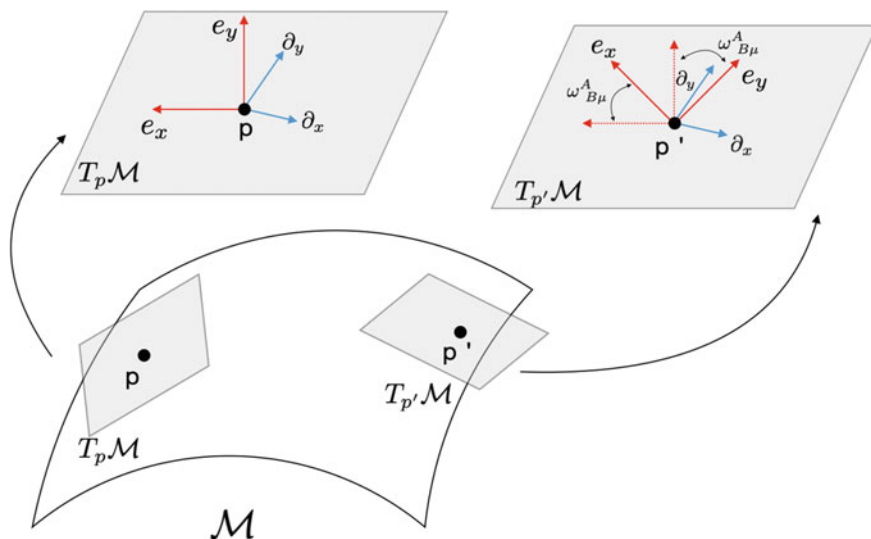 e_y
∂_y
e_x
p
∂_x
T_pM
e_x
ω^A_{Bμ}
ω^A_{Bμ}
∂_y
e_y
p '
∂_x
T_{p'}M
p
T_pM
p '
T_{p'}M
M